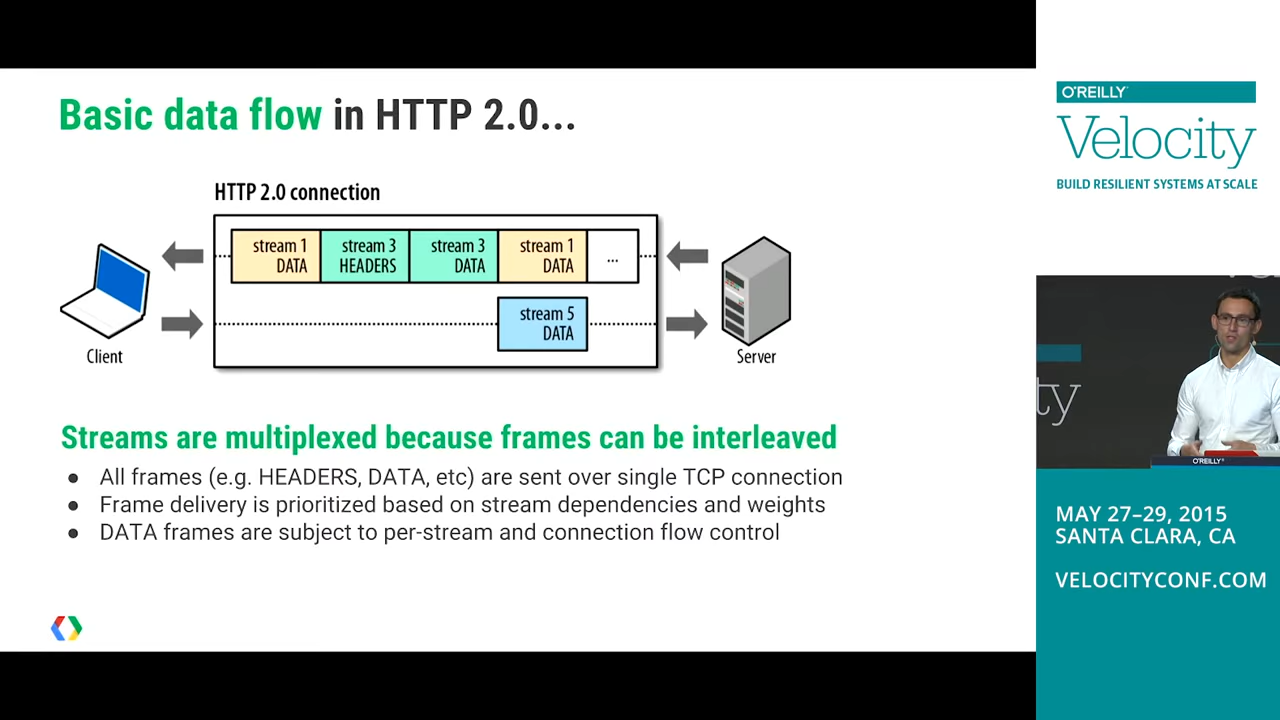 Basic data flow in HTTP 2.0...
HTTP 2.0 connection
stream 1
DATA
stream 3
HEADERS
stream 3
DATA
stream 1
DATA
...
stream 5
DATA
Client
Server
Streams are multiplexed because frames can be interleaved
● All frames (e.g. HEADERS, DATA, etc) are sent over single TCP connection
● Frame delivery is prioritized based on stream dependencies and weights
● DATA frames are subject to per-stream and connection flow control
O'REILLY
Velocity
BUILD RESILIENT SYSTEMS AT SCALE
ty
O'REILLY
MAY 27–29, 2015
SANTA CLARA, CA
VELOCITYCONF.COM